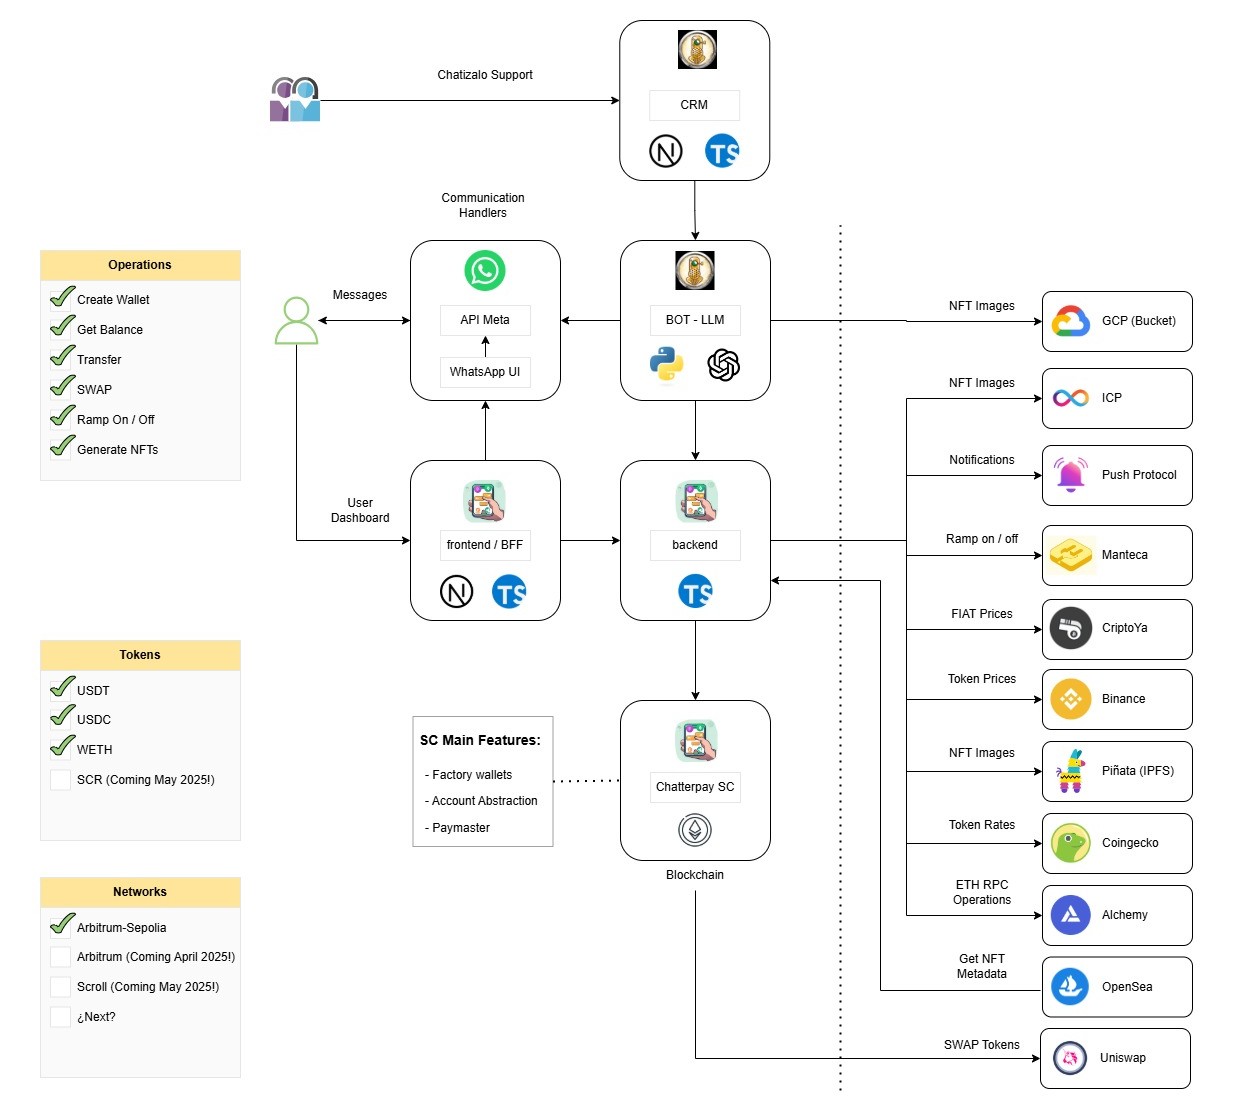 Chatizalo Support
CRM
TS
Communication
Handlers
Operations
Create Wallet
Get Balance
Transfer
SWAP
Ramp On / Off
Generate NFTs
Messages
API Meta
WhatsApp UI
BOT - LLM
User
Dashboard
frontend / BFF
TS
backend
TS
Tokens
USDT
USDC
WETH
SCR (Coming May 2025!)
SC Main Features:
- Factory wallets
- Account Abstraction
- Paymaster
Chatterpay SC
Blockchain
Networks
Arbitrum-Sepolia
Arbitrum (Coming April 2025!)
Scroll (Coming May 2025!)
¿Next?
NFT Images
GCP (Bucket)
NFT Images
ICP
Notifications
Push Protocol
Ramp on / off
Manteca
FIAT Prices
CriptoYa
Token Prices
Binance
NFT Images
Piñata (IPFS)
Token Rates
Coingecko
ETH RPC
Operations
Alchemy
Get NFT
Metadata
OpenSea
SWAP Tokens
Uniswap